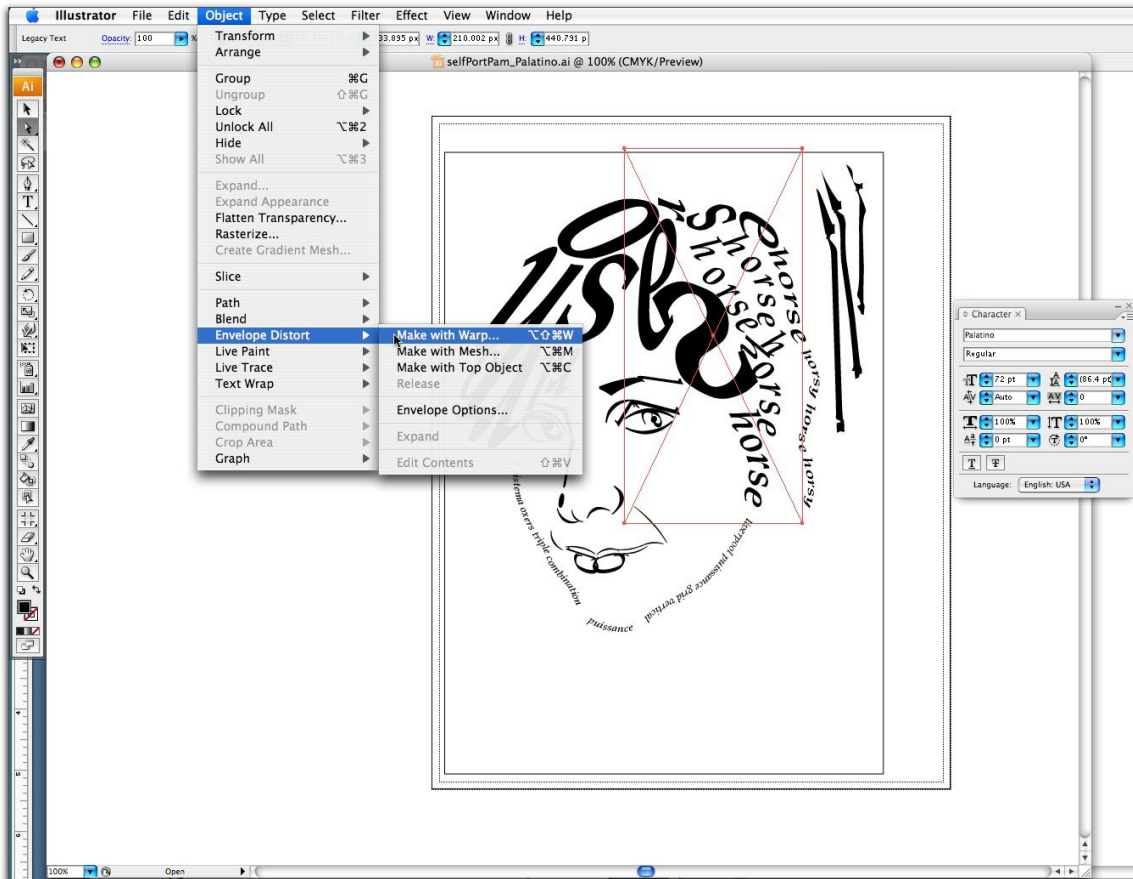 Illustrator File Edit Object Type Select Filter Effect View Window Help
Legacy Text Opacity: 100 % 33.895 px W: 210.002 px H: 440.791 p
selfPortPam_Palatino.ai @ 100% (CMYK/Preview)
Ai
Transform
Arrange
Group ⌘G
Ungroup ⇧⌘G
Lock
Unlock All ⌥⌘2
Hide
Show All ⌥⌘3
Expand...
Expand Appearance
Flatten Transparency...
Rasterize...
Create Gradient Mesh...
Slice
Path
Blend
Envelope Distort
Live Paint
Live Trace
Text Wrap
Clipping Mask
Compound Path
Crop Area
Graph
Make with Warp... ⌥⇧⌘W
Make with Mesh... ⌥⌘M
Make with Top Object ⌥⌘C
Release
Envelope Options...
Expand
Edit Contents ⇧⌘V
horse
horse
horse
horse
horse
horsy horse horsy
oxers triple combination
puissance
liverpool puissance grid vertical
Character
Palatino
Regular
72 pt (86.4 pt)
Auto 0
100% 100%
0 pt 0°
Language: English: USA
100% Open